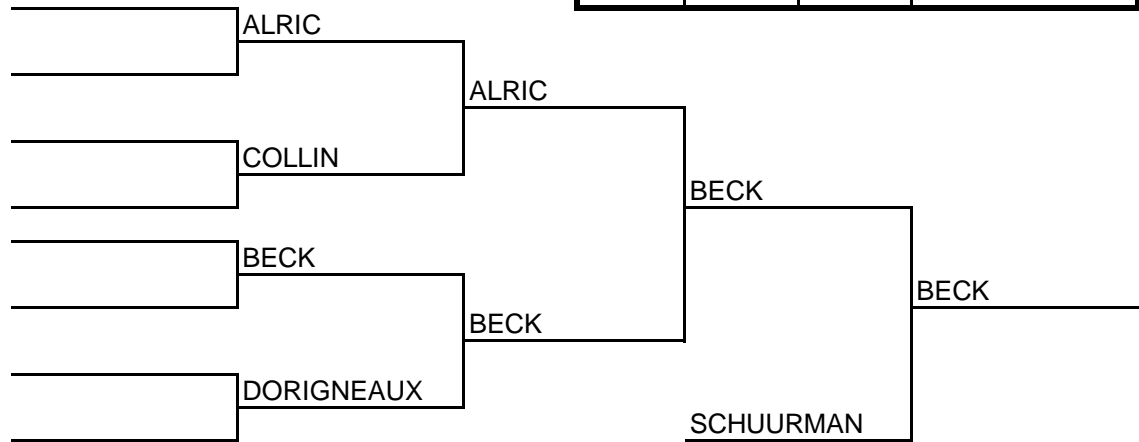 ALRIC
ALRIC
COLLIN
BECK
BECK
BECK
BECK
DORIGNEAUX
SCHUURMAN